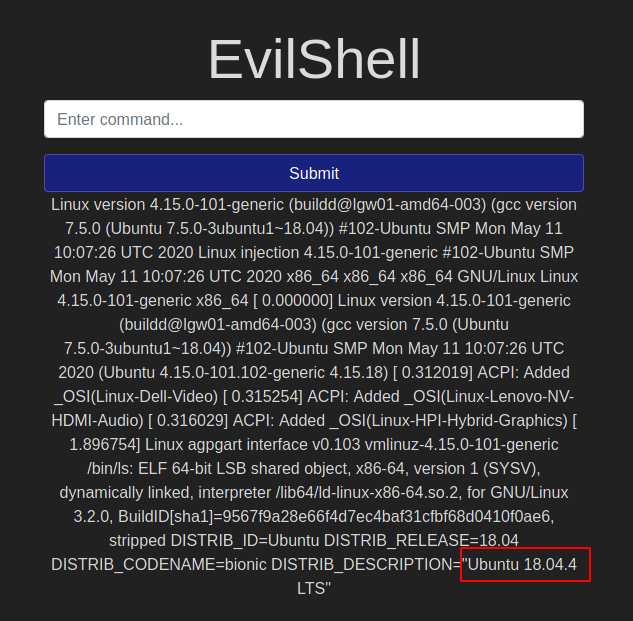 EvilShell
Enter command...
Submit
Linux version 4.15.0-101-generic (buildd@lgw01-amd64-003) (gcc version
7.5.0 (Ubuntu 7.5.0-3ubuntu1~18.04)) #102-Ubuntu SMP Mon May 11
10:07:26 UTC 2020 Linux injection 4.15.0-101-generic #102-Ubuntu SMP
Mon May 11 10:07:26 UTC 2020 x86_64 x86_64 x86_64 GNU/Linux Linux
4.15.0-101-generic x86_64 [ 0.000000] Linux version 4.15.0-101-generic
(buildd@lgw01-amd64-003) (gcc version 7.5.0 (Ubuntu
7.5.0-3ubuntu1~18.04)) #102-Ubuntu SMP Mon May 11 10:07:26 UTC
2020 (Ubuntu 4.15.0-101.102-generic 4.15.18) [ 0.312019] ACPI: Added
_OSI(Linux-Dell-Video) [ 0.315254] ACPI: Added _OSI(Linux-Lenovo-NV-
HDMI-Audio) [ 0.316029] ACPI: Added _OSI(Linux-HPI-Hybrid-Graphics) [
1.896754] Linux agpgart interface v0.103 vmlinuz-4.15.0-101-generic
/bin/ls: ELF 64-bit LSB shared object, x86-64, version 1 (SYSV),
dynamically linked, interpreter /lib64/ld-linux-x86-64.so.2, for GNU/Linux
3.2.0, BuildID[sha1]=9567f9a28e66f4d7ec4baf31cfbf68d0410f0ae6,
stripped DISTRIB_ID=Ubuntu DISTRIB_RELEASE=18.04
DISTRIB_CODENAME=bionic DISTRIB_DESCRIPTION="Ubuntu 18.04.4
LTS"